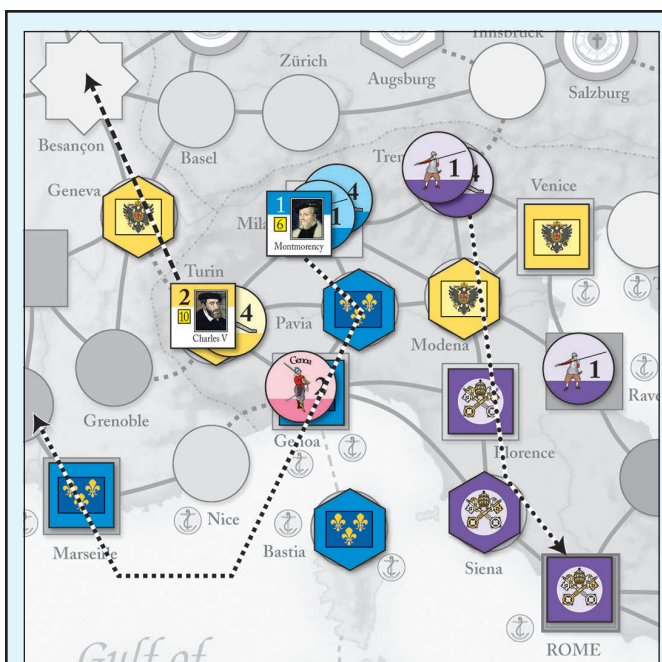 Innsbruck
Zürich
Augsburg
Salzburg
Besançon
Basel
Tren
1
4
Geneva
Venice
4
1
1
6
Montmorency
Mila
Turin
2
10
Charles V
4
Pavia
Modena
1
Genoa
2
Rave
Grenoble
Genoa
Florence
Nice
Marseille
Bastia
Siena
ROME
Gulf of